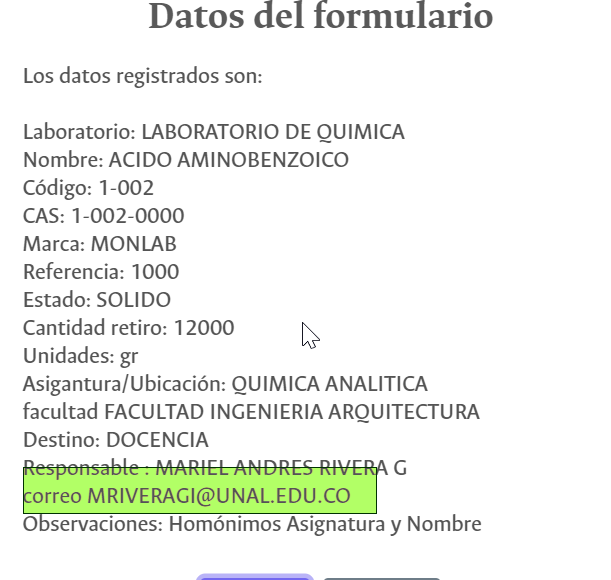 Datos del formulario
Los datos registrados son:
Laboratorio: LABORATORIO DE QUIMICA
Nombre: ACIDO AMINOBENZOICO
Código: 1-002
CAS: 1-002-0000
Marca: MONLAB
Referencia: 1000
Estado: SOLIDO
Cantidad retiro: 12000
Unidades: gr
Asigantura/Ubicación: QUIMICA ANALITICA
facultad FACULTAD INGENIERIA ARQUITECTURA
Destino: DOCENCIA
Responsable : MARIEL ANDRES RIVERA G
correo MRIVERAGI@UNAL.EDU.CO
Observaciones: Homónimos Asignatura y Nombre